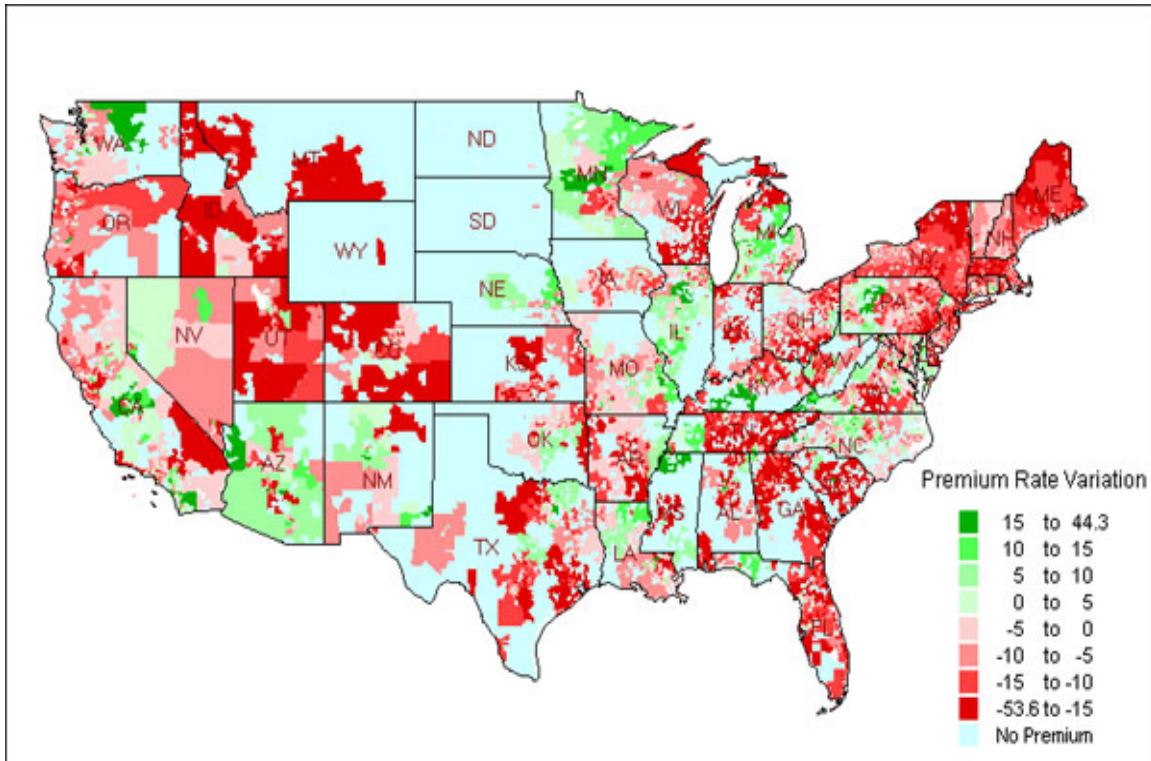 ND
WA
MT
MN
ME
OR
ID
SD
WI
MI
NH
NY
WY
IA
PA
NE
NV
UT
IL
OH
CO
KS
MO
WV
CA
OK
TN
NC
AZ
NM
AR
MS
AL
GA
TX
LA
FL
Premium Rate Variation
15 to 44.3
10 to 15
5 to 10
0 to 5
-5 to 0
-10 to -5
-15 to -10
-53.6 to -15
No Premium